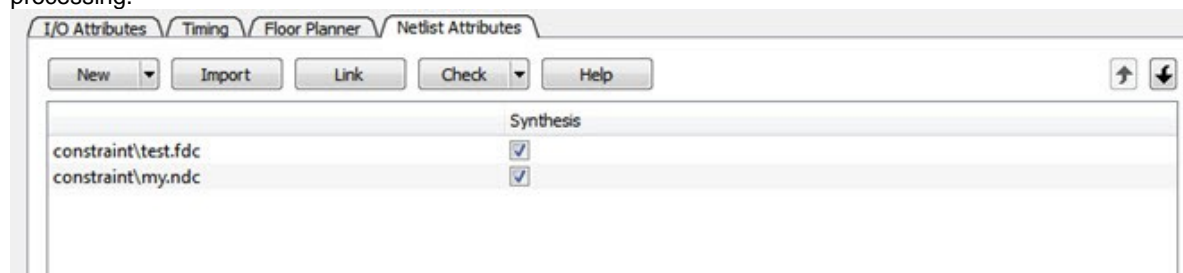 processing.
I/O Attributes Timing Floor Planner Netlist Attributes
New Import Link Check Help
Synthesis
constraint\test.fdc
constraint\my.ndc